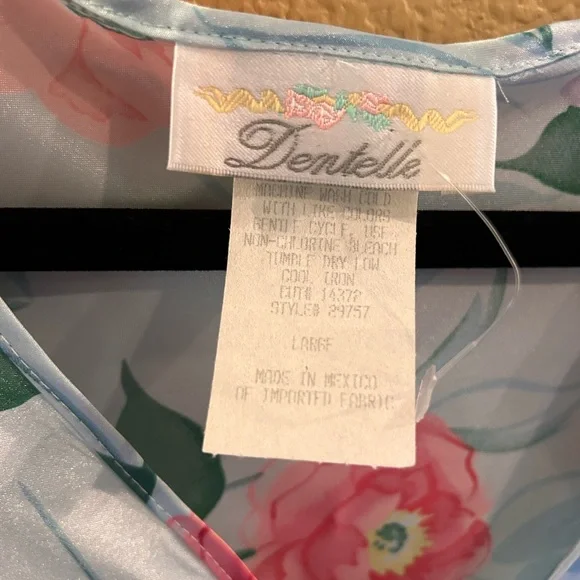 Dentelle
MACHINE WASH COLD
WITH LIKE COLORS
GENTLE CYCLE, USE
NON-CHLORINE BLEACH
TUMBLE DRY LOW
COOL IRON
CUT# 14372
STYLE# 29757
LARGE
MADE IN MEXICO
OF IMPORTED FABRIC